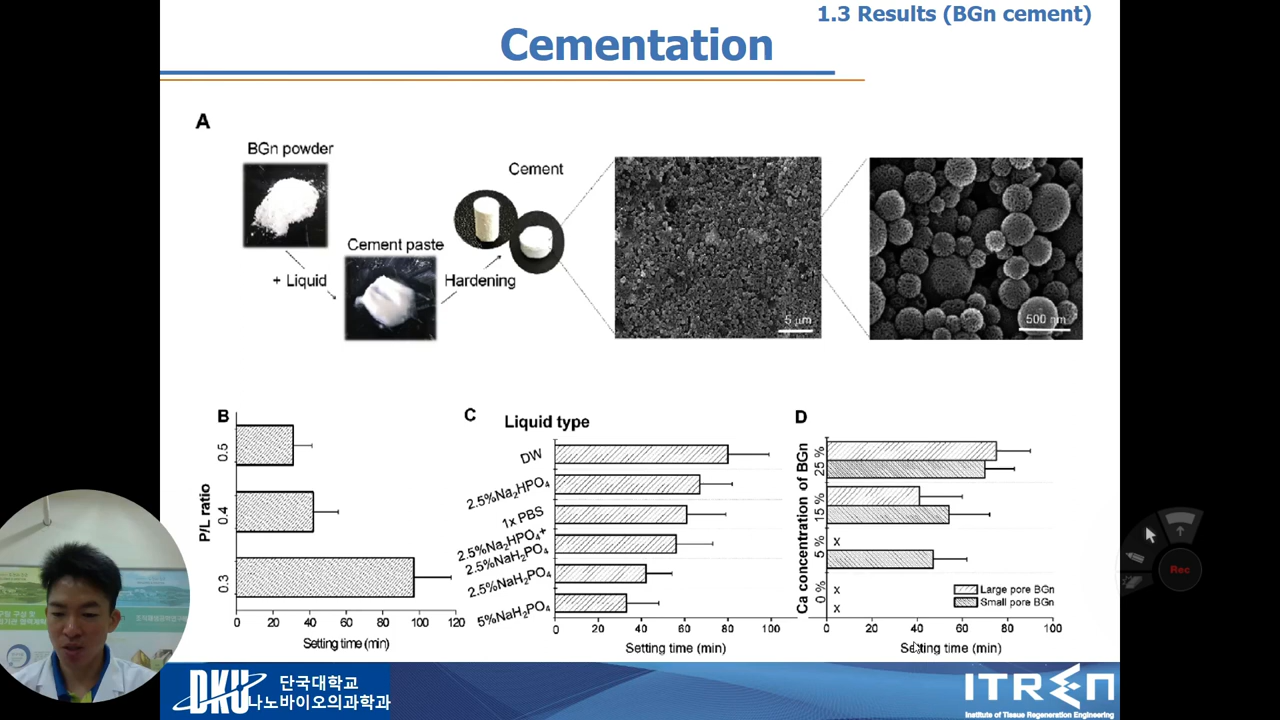 1.3 Results (BGn cement)
Cementation
A
BGn powder
+ Liquid
Cement paste
Hardening
Cement
5 μm
500 nm
B
P/L ratio
0.5
0.4
0.3
0 20 40 60 80 100 120
Setting time (min)
C
Liquid type
DW
2.5%Na₂HPO₄
1x PBS
2.5%Na₂HPO₄+
2.5%NaH₂PO₄
2.5%NaH₂PO₄
5%NaH₂PO₄
0 20 40 60 80 100
Setting time (min)
D
Ca concentration of BGn
25 %
15 %
5 %
x
0 %
x
x
Large pore BGn
Small pore BGn
0 20 40 60 80 100
Setting time (min)
Rec
DKU
단국대학교
나노바이오의과학과
ITREN
Institute of Tissue Regeneration Engineering